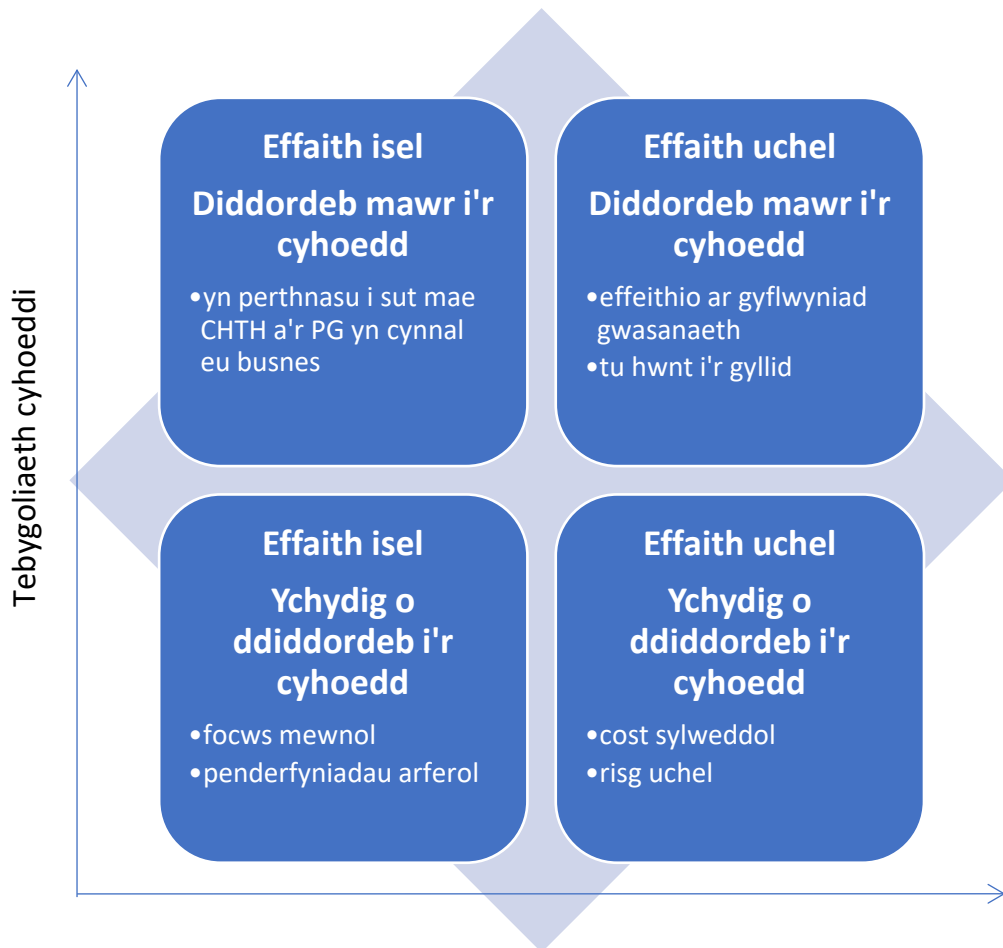 Tebygoliaeth cyhoeddi
Effaith isel
Diddordeb mawr i'r
cyhoedd
•yn perthnasu i sut mae
CHTH a'r PG yn cynnal
eu busnes
Effaith uchel
Diddordeb mawr i'r
cyhoedd
•effeithio ar gyflwyniad
gwasanaeth
•tu hwnt i'r gyllid
Effaith isel
Ychydig o
ddiddordeb i'r
cyhoedd
•focws mewnol
•penderfyniadau arferol
Effaith uchel
Ychydig o
ddiddordeb i'r
cyhoedd
•cost sylweddol
•risg uchel